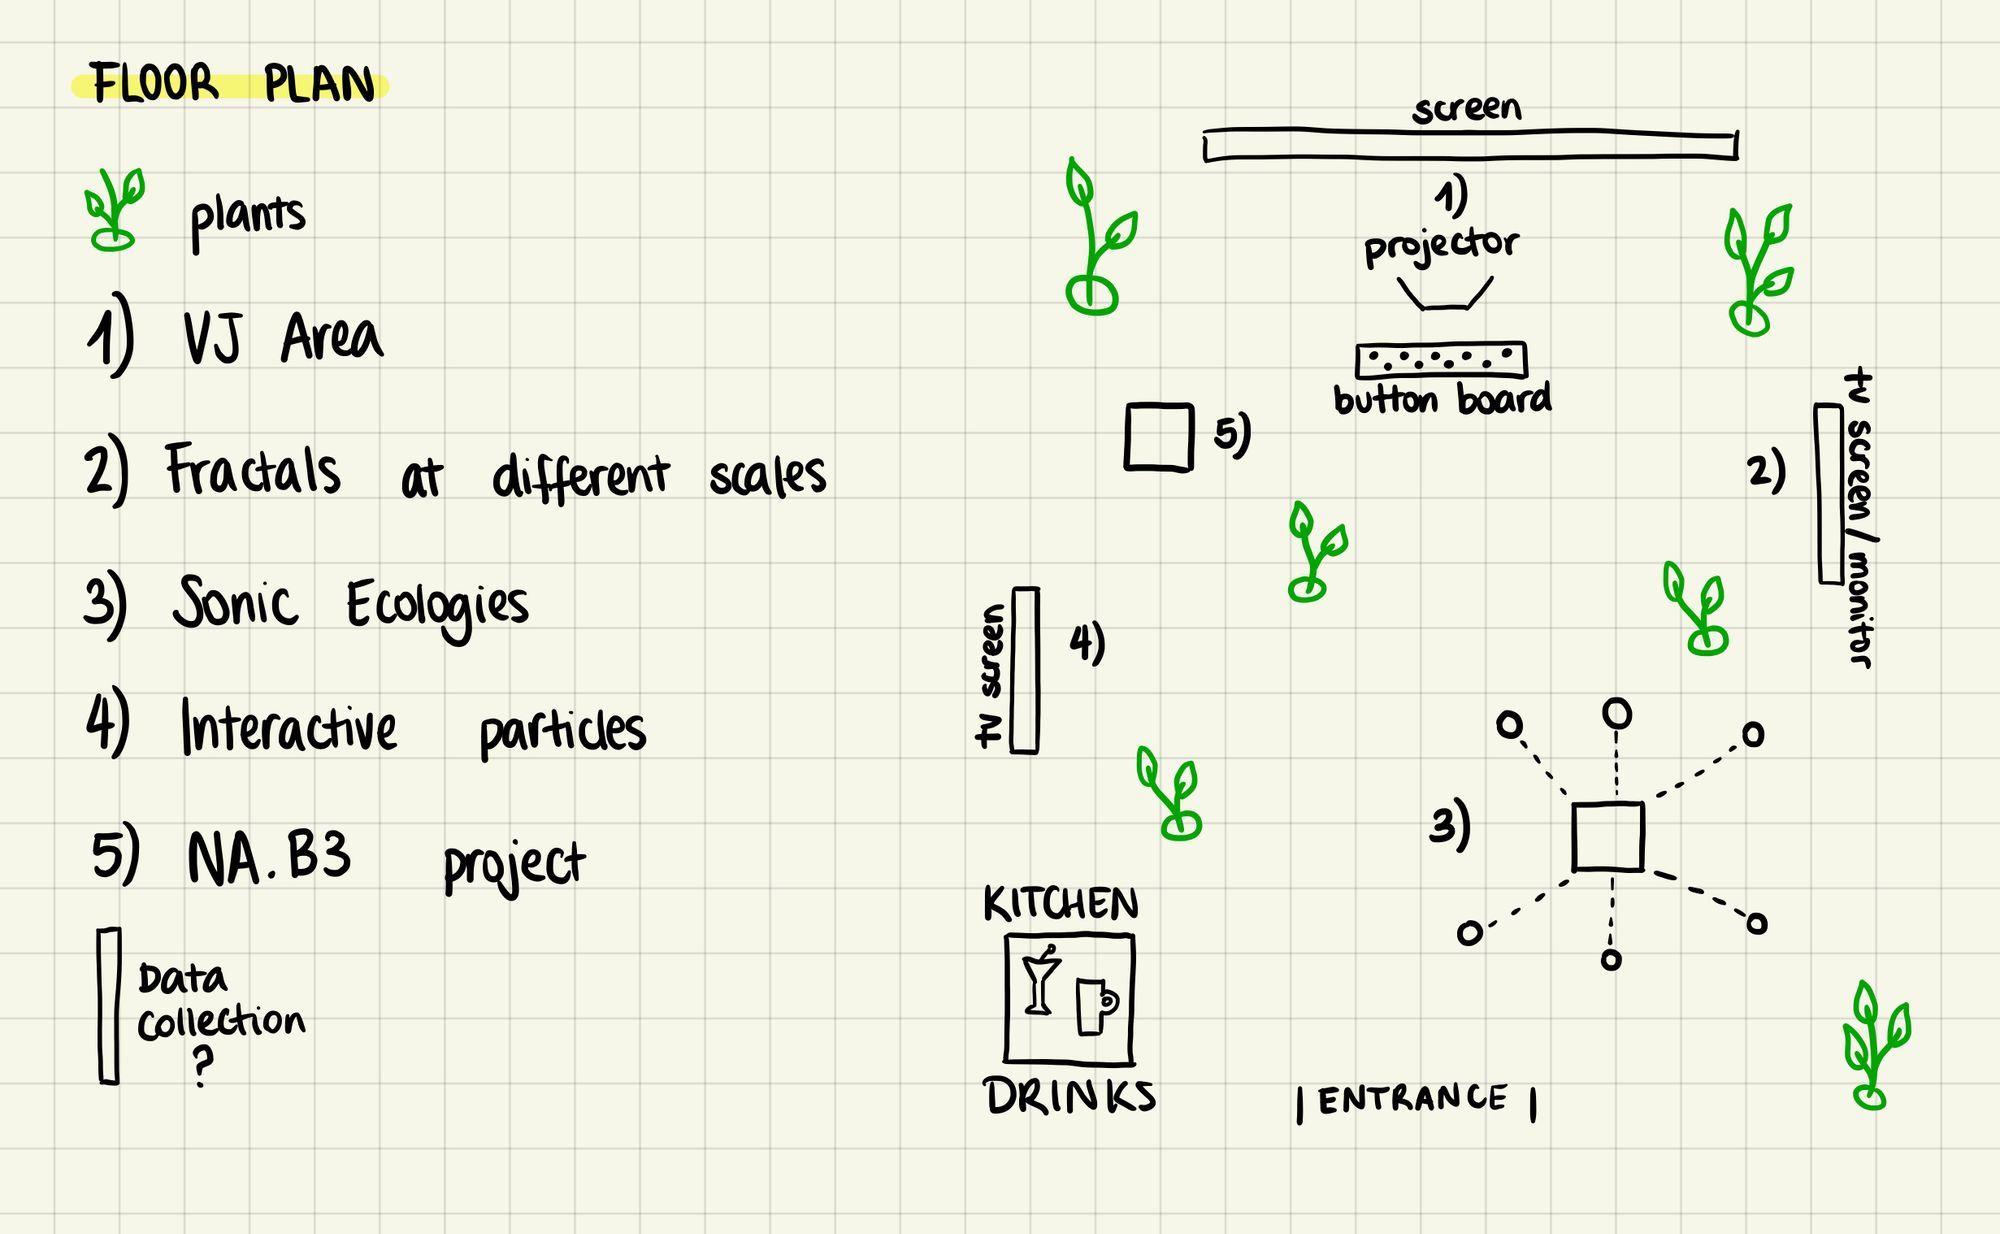 FLOOR PLAN
plants
1) VJ Area
2) Fractals at different scales
3) Sonic Ecologies
4) Interactive particles
5) NA.B3 project
Data
collection
?
screen
1)
projector
button board
5)
2)
tv screen/monitor
tv screen
4)
3)
KITCHEN
DRINKS
| ENTRANCE |